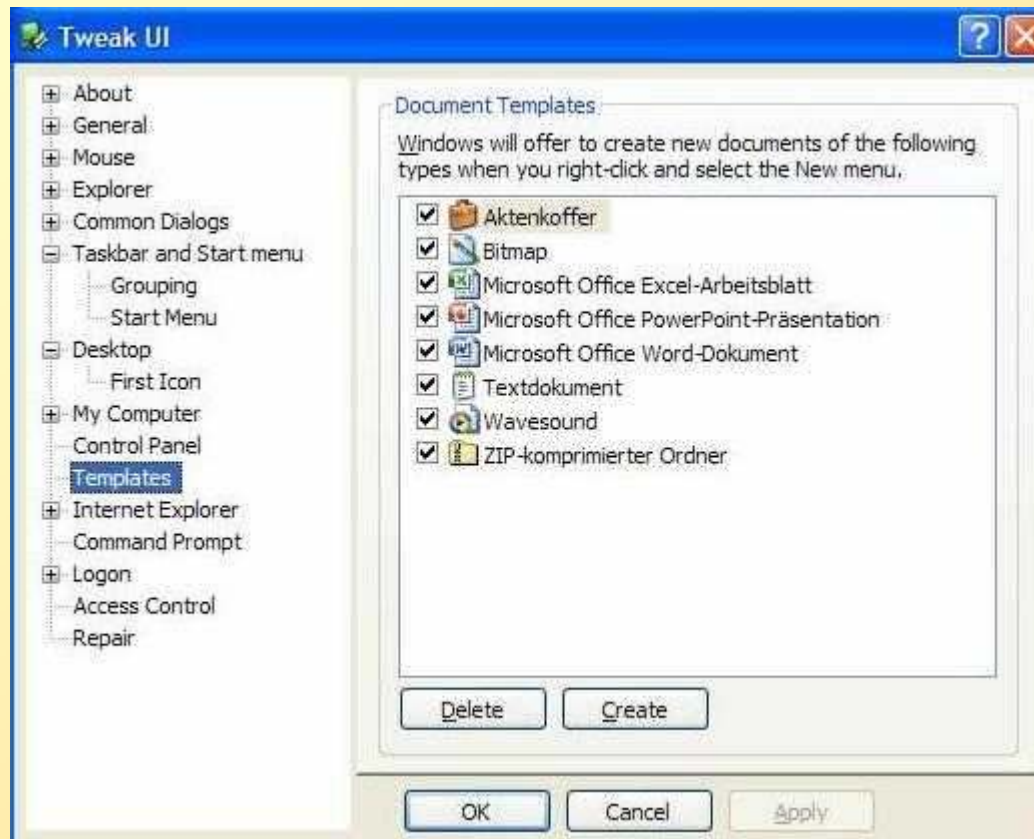 Tweak UI
About
General
Mouse
Explorer
Common Dialogs
Taskbar and Start menu
Grouping
Start Menu
Desktop
First Icon
My Computer
Control Panel
Templates
Internet Explorer
Command Prompt
Logon
Access Control
Repair
Document Templates
Windows will offer to create new documents of the following
types when you right-click and select the New menu.
Aktenkoffer
Bitmap
Microsoft Office Excel-Arbeitsblatt
Microsoft Office PowerPoint-Präsentation
Microsoft Office Word-Dokument
Textdokument
Wavesound
ZIP-komprimierter Ordner
Delete Create
OK Cancel Apply